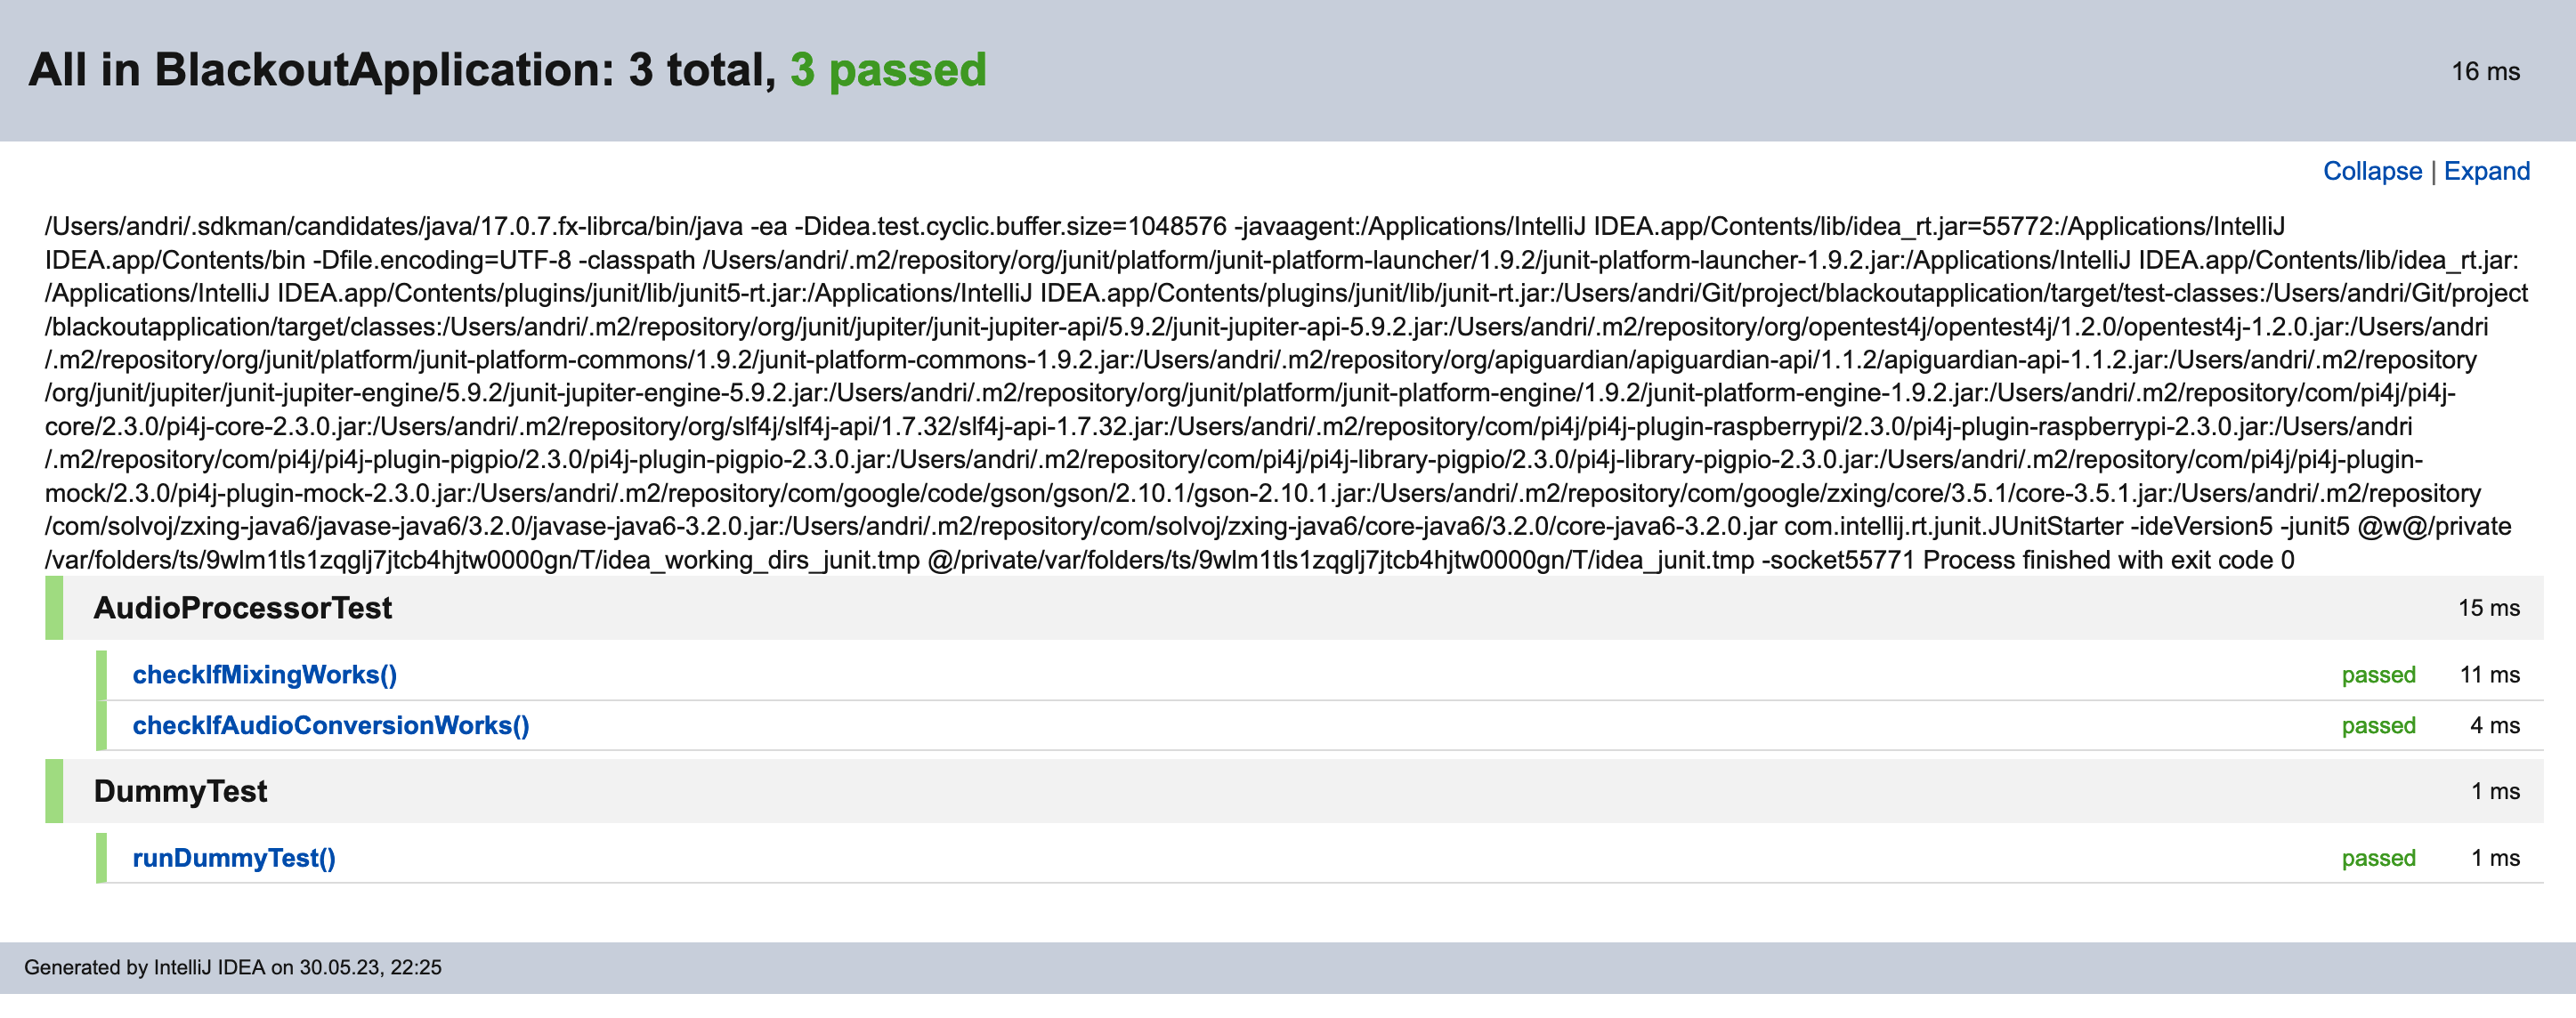 All in BlackoutApplication: 3 total, 3 passed
16 ms
Collapse | Expand
/Users/andri/.sdkman/candidates/java/17.0.7.fx-librca/bin/java -ea -Didea.test.cyclic.buffer.size=1048576 -javaagent:/Applications/IntelliJ IDEA.app/Contents/lib/idea_rt.jar=55772:/Applications/IntelliJ
IDEA.app/Contents/bin -Dfile.encoding=UTF-8 -classpath /Users/andri/.m2/repository/org/junit/platform/junit-platform-launcher/1.9.2/junit-platform-launcher-1.9.2.jar:/Applications/IntelliJ IDEA.app/Contents/lib/idea_rt.jar:
/Applications/IntelliJ IDEA.app/Contents/plugins/junit/lib/junit5-rt.jar:/Applications/IntelliJ IDEA.app/Contents/plugins/junit/lib/junit-rt.jar:/Users/andri/Git/project/blackoutapplication/target/test-classes:/Users/andri/Git/project
/blackoutapplication/target/classes:/Users/andri/.m2/repository/org/junit/jupiter/junit-jupiter-api/5.9.2/junit-jupiter-api-5.9.2.jar:/Users/andri/.m2/repository/org/opentest4j/opentest4j/1.2.0/opentest4j-1.2.0.jar:/Users/andri
/.m2/repository/org/junit/platform/junit-platform-commons/1.9.2/junit-platform-commons-1.9.2.jar:/Users/andri/.m2/repository/org/apiguardian/apiguardian-api/1.1.2/apiguardian-api-1.1.2.jar:/Users/andri/.m2/repository
/org/junit/jupiter/junit-jupiter-engine/5.9.2/junit-jupiter-engine-5.9.2.jar:/Users/andri/.m2/repository/org/junit/platform/junit-platform-engine/1.9.2/junit-platform-engine-1.9.2.jar:/Users/andri/.m2/repository/com/pi4j/pi4j-
core/2.3.0/pi4j-core-2.3.0.jar:/Users/andri/.m2/repository/org/slf4j/slf4j-api/1.7.32/slf4j-api-1.7.32.jar:/Users/andri/.m2/repository/com/pi4j/pi4j-plugin-raspberrypi/2.3.0/pi4j-plugin-raspberrypi-2.3.0.jar:/Users/andri
/.m2/repository/com/pi4j/pi4j-plugin-pigpio/2.3.0/pi4j-plugin-pigpio-2.3.0.jar:/Users/andri/.m2/repository/com/pi4j/pi4j-library-pigpio/2.3.0/pi4j-library-pigpio-2.3.0.jar:/Users/andri/.m2/repository/com/pi4j/pi4j-plugin-
mock/2.3.0/pi4j-plugin-mock-2.3.0.jar:/Users/andri/.m2/repository/com/google/code/gson/gson/2.10.1/gson-2.10.1.jar:/Users/andri/.m2/repository/com/google/zxing/core/3.5.1/core-3.5.1.jar:/Users/andri/.m2/repository
/com/solvoj/zxing-java6/javase-java6/3.2.0/javase-java6-3.2.0.jar:/Users/andri/.m2/repository/com/solvoj/zxing-java6/core-java6/3.2.0/core-java6-3.2.0.jar com.intellij.rt.junit.JUnitStarter -ideVersion5 -junit5 @w@/private
/var/folders/ts/9wlm1tls1zqglj7jtcb4hjtw0000gn/T/idea_working_dirs_junit.tmp @/private/var/folders/ts/9wlm1tls1zqglj7jtcb4hjtw0000gn/T/idea_junit.tmp -socket55771 Process finished with exit code 0
AudioProcessorTest 15 ms
checkIfMixingWorks() passed 11 ms
checkIfAudioConversionWorks() passed 4 ms
DummyTest 1 ms
runDummyTest() passed 1 ms
Generated by IntelliJ IDEA on 30.05.23, 22:25